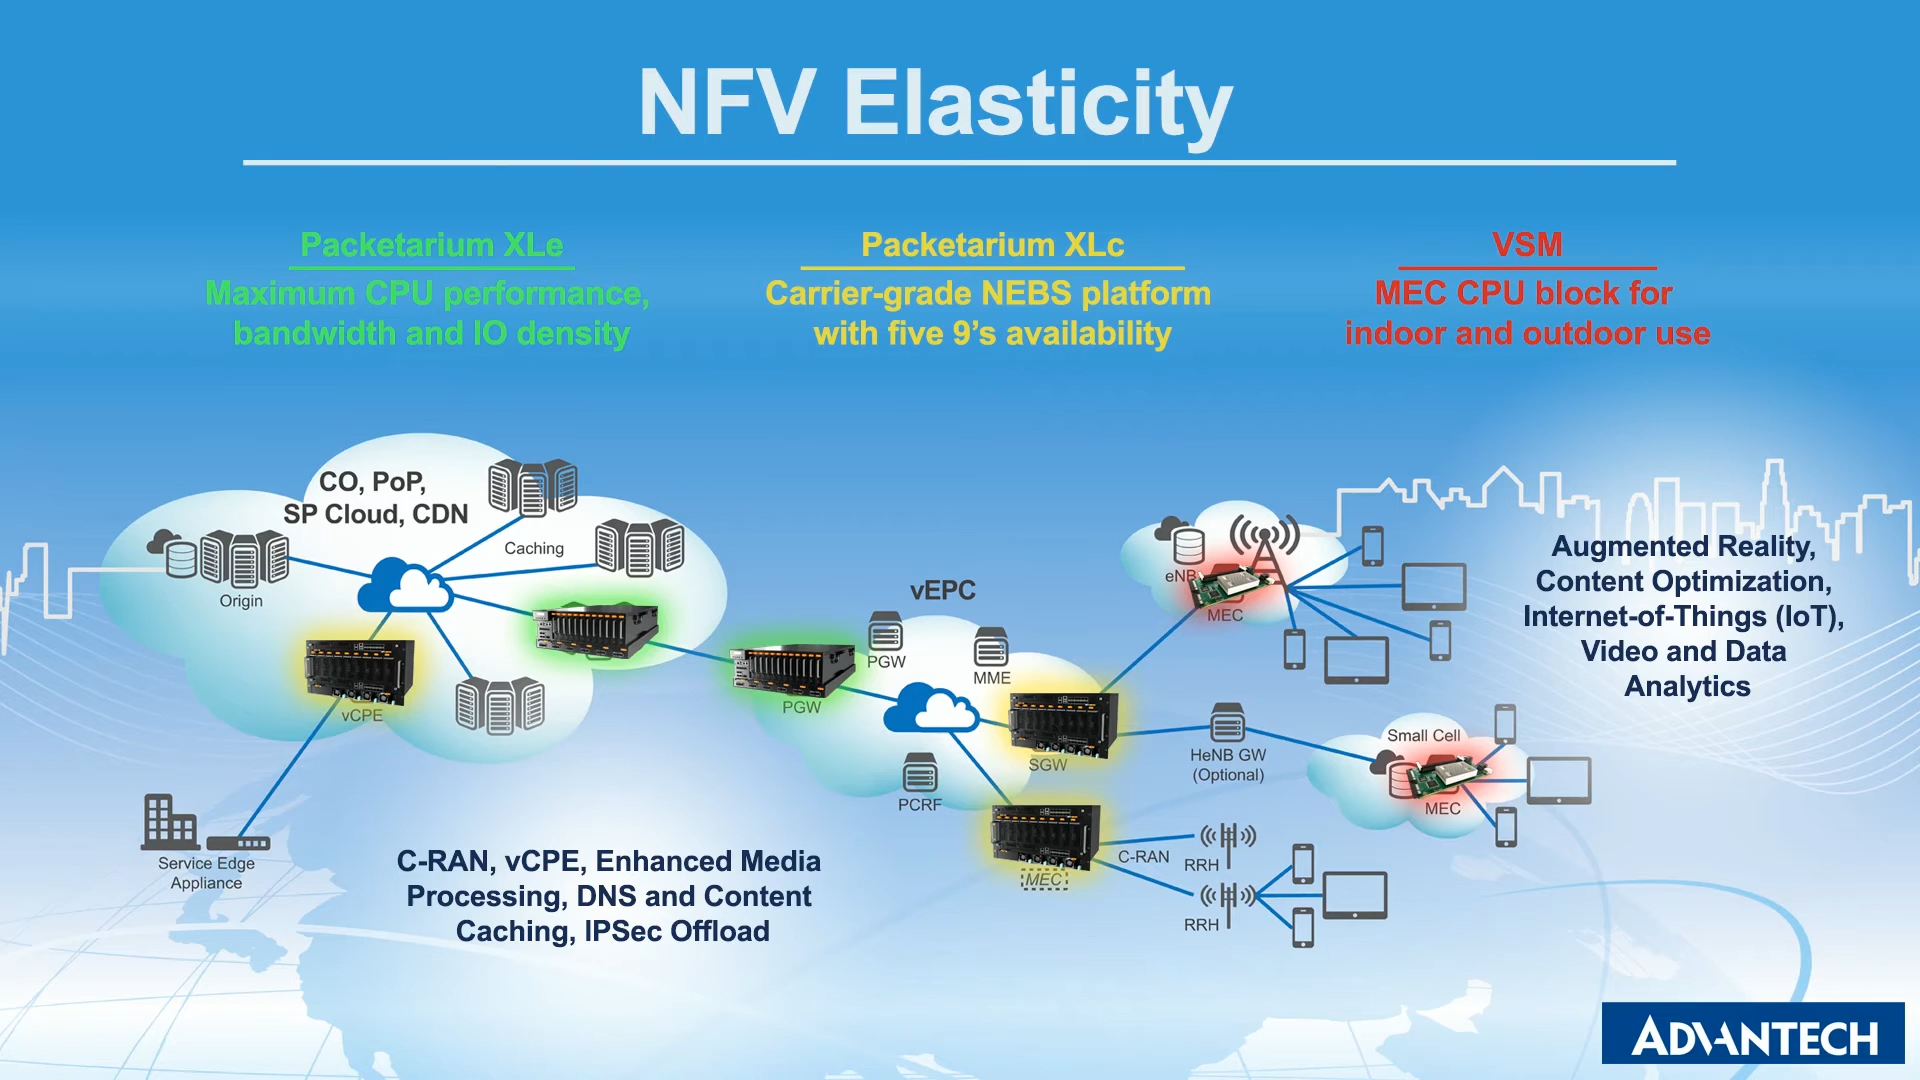 NFV Elasticity
Packetarium XLe
Maximum CPU performance,
bandwidth and IO density
Packetarium XLc
Carrier-grade NEBS platform
with five 9’s availability
VSM
MEC CPU block for
indoor and outdoor use
CO, PoP,
SP Cloud, CDN
Caching
Origin
vCPE
Service Edge
Appliance
C-RAN, vCPE, Enhanced Media
Processing, DNS and Content
Caching, IPSec Offload
vEPC
PGW
PGW
MME
SGW
PCRF
MEC
C-RAN
RRH
RRH
HeNB GW
(Optional)
eNB
MEC
Small Cell
MEC
Augmented Reality,
Content Optimization,
Internet-of-Things (IoT),
Video and Data
Analytics
ADVANTECH